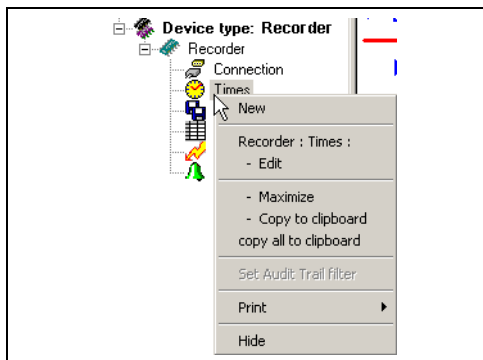 Device type: Recorder
Recorder
Connection
Times
New
Recorder : Times :
- Edit
- Maximize
- Copy to clipboard
copy all to clipboard
Set Audit Trail filter
Print
Hide